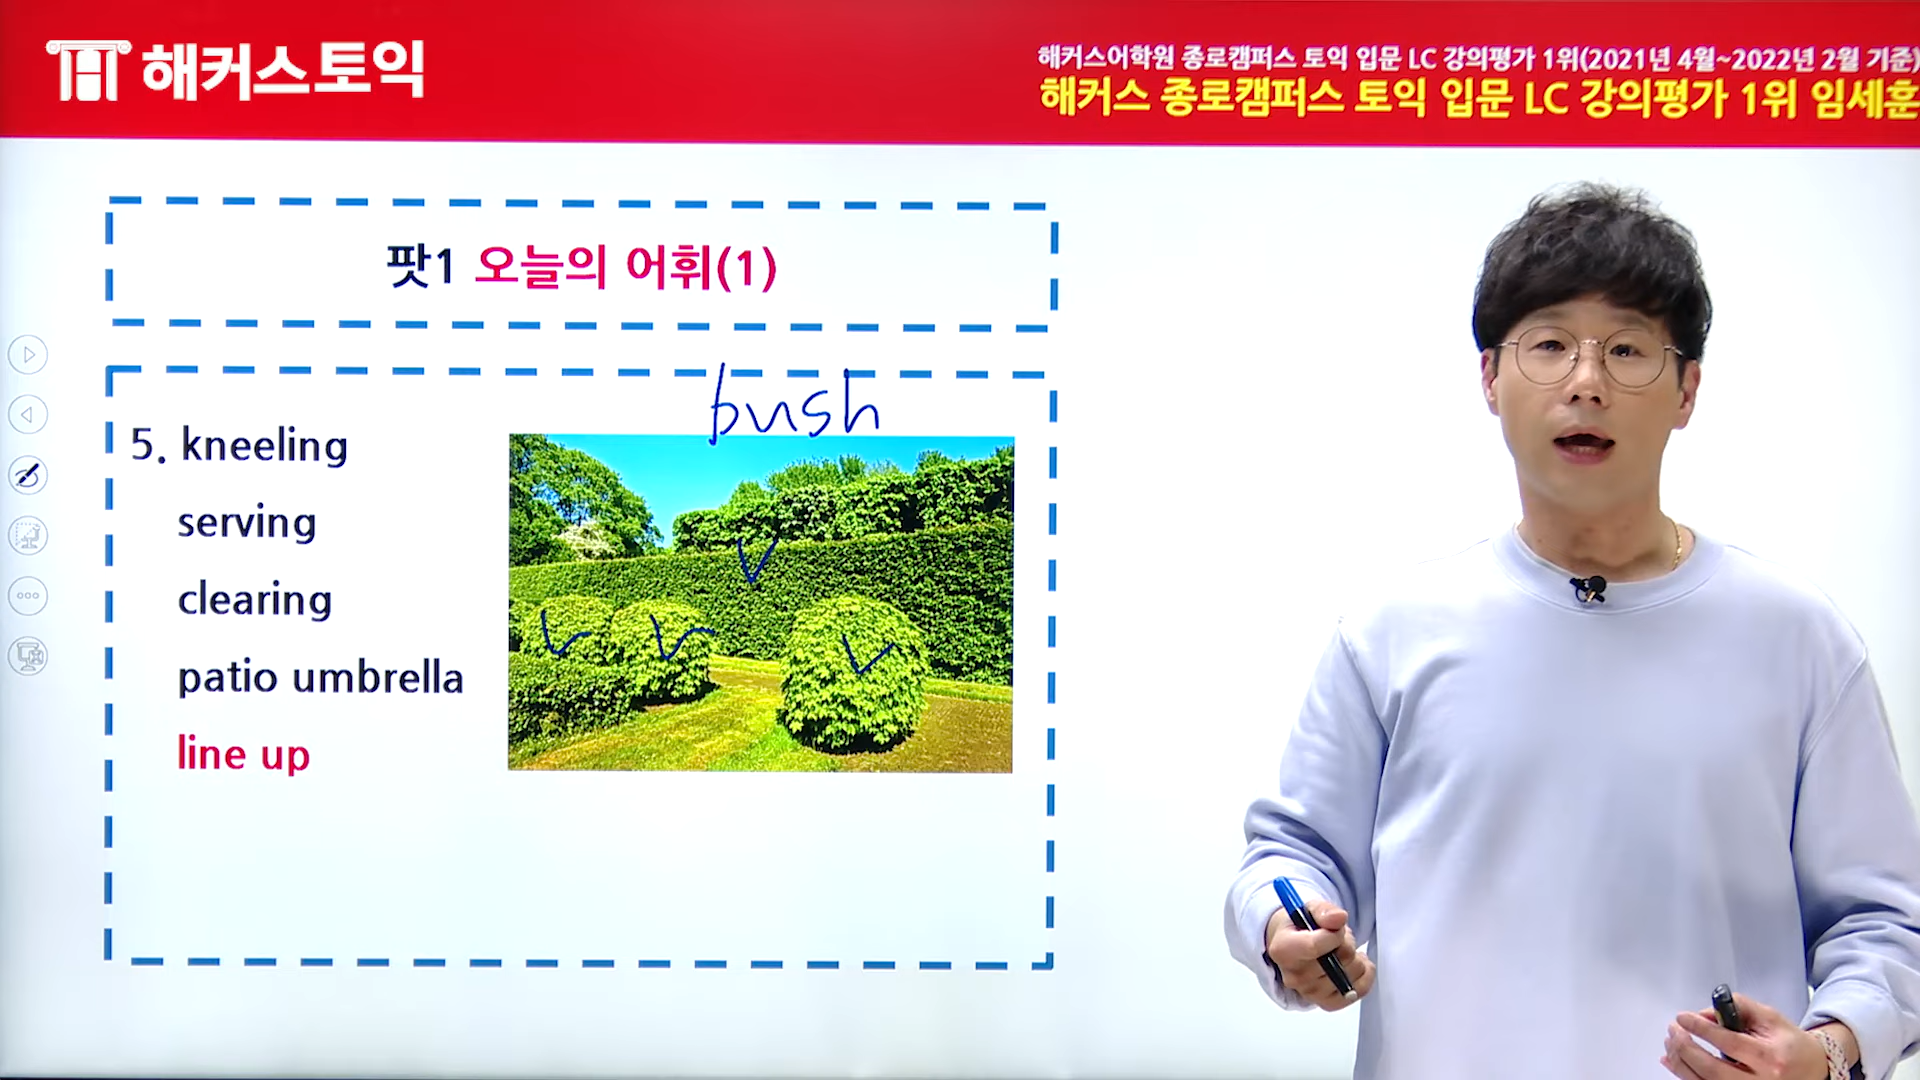 해커스토익
해커스어학원 종로캠퍼스 토익 입문 LC 강의평가 1위(2021년 4월~2022년 2월 기준)
해커스 종로캠퍼스 토익 입문 LC 강의평가 1위 임세훈
팟1 오늘의 어휘(1)
bush
5. kneeling
serving
clearing
patio umbrella
line up